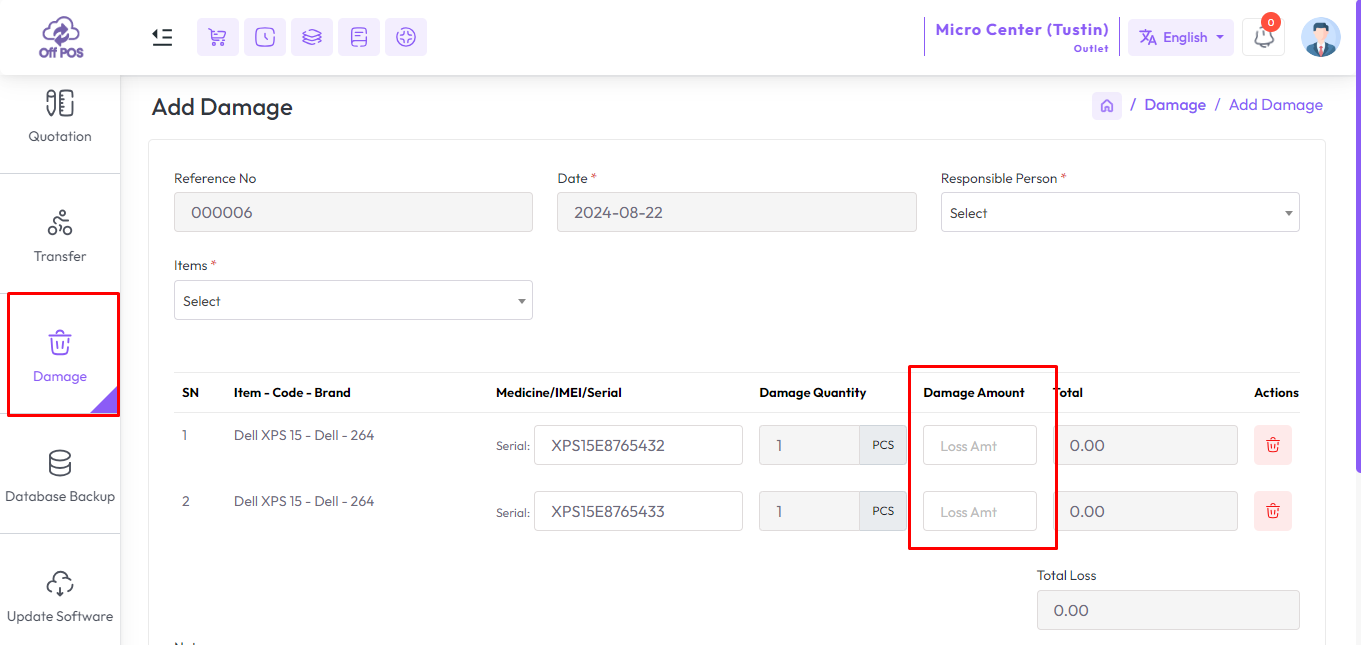 Off POS
Micro Center (Tustin)
Outlet
English
0
Quotation
Transfer
Damage
Database Backup
Update Software
Add Damage
/ Damage / Add Damage
Reference No
000006
Date *
2024-08-22
Responsible Person *
Select
Items *
Select
SN Item - Code - Brand Medicine/IMEI/Serial Damage Quantity Damage Amount Total Actions
1 Dell XPS 15 - Dell - 264 Serial: XPS15E8765432 1 PCS Loss Amt 0.00
2 Dell XPS 15 - Dell - 264 Serial: XPS15E8765433 1 PCS Loss Amt 0.00
Total Loss
0.00